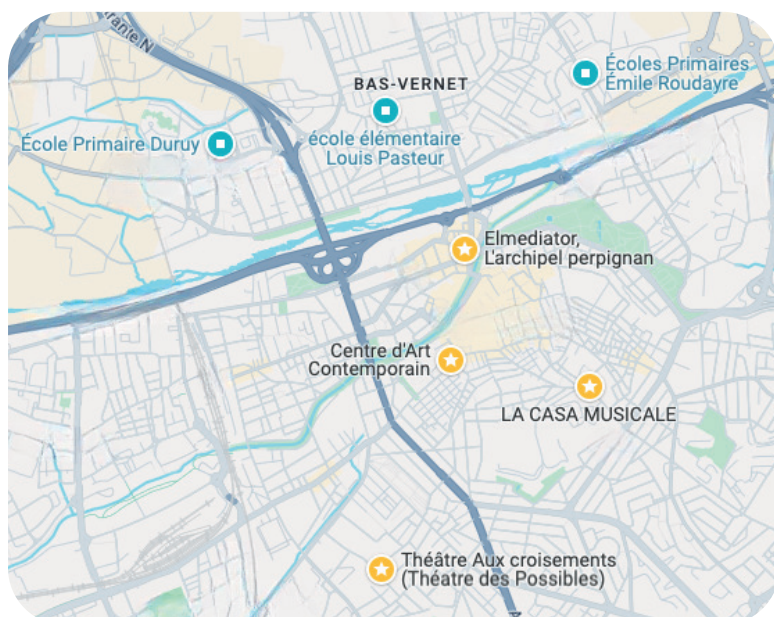 BAS-VERNET
Écoles Primaires
Émile Roudayre
École Primaire Duruy
école élémentaire
Louis Pasteur
Elmediator,
L'archipel perpignan
Centre d'Art
Contemporain
LA CASA MUSICALE
Théâtre Aux croisements
(Théatre des Possibles)